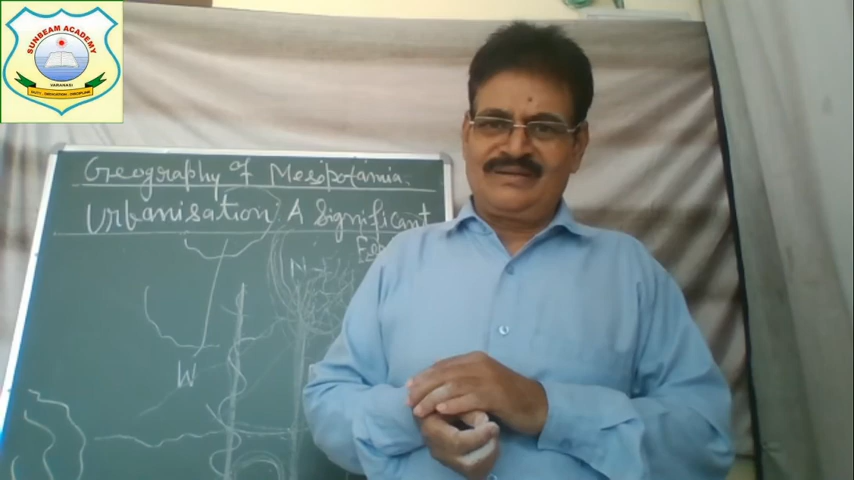 SUNBEAM ACADEMY
VARANASI
Geography of Mesopotamia.
Urbanisation A Significant
N
W